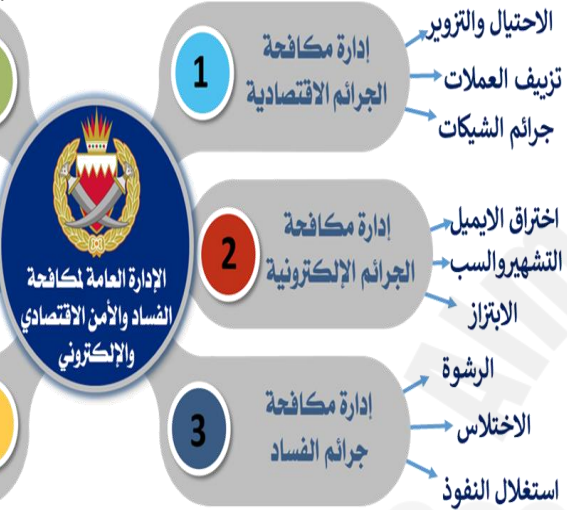 الإدارة العامة لمكافحة
الفساد والأمن الاقتصادي
والإلكتروني
1
إدارة مكافحة
الجرائم الاقتصادية
الاحتيال والتزوير
تزييف العملات
جرائم الشيكات
2
إدارة مكافحة
الجرائم الإلكترونية
اختراق الايميل
التشهيروالسب
الابتزاز
3
إدارة مكافحة
جرائم الفساد
الرشوة
الاختلاس
استغلال النفوذ